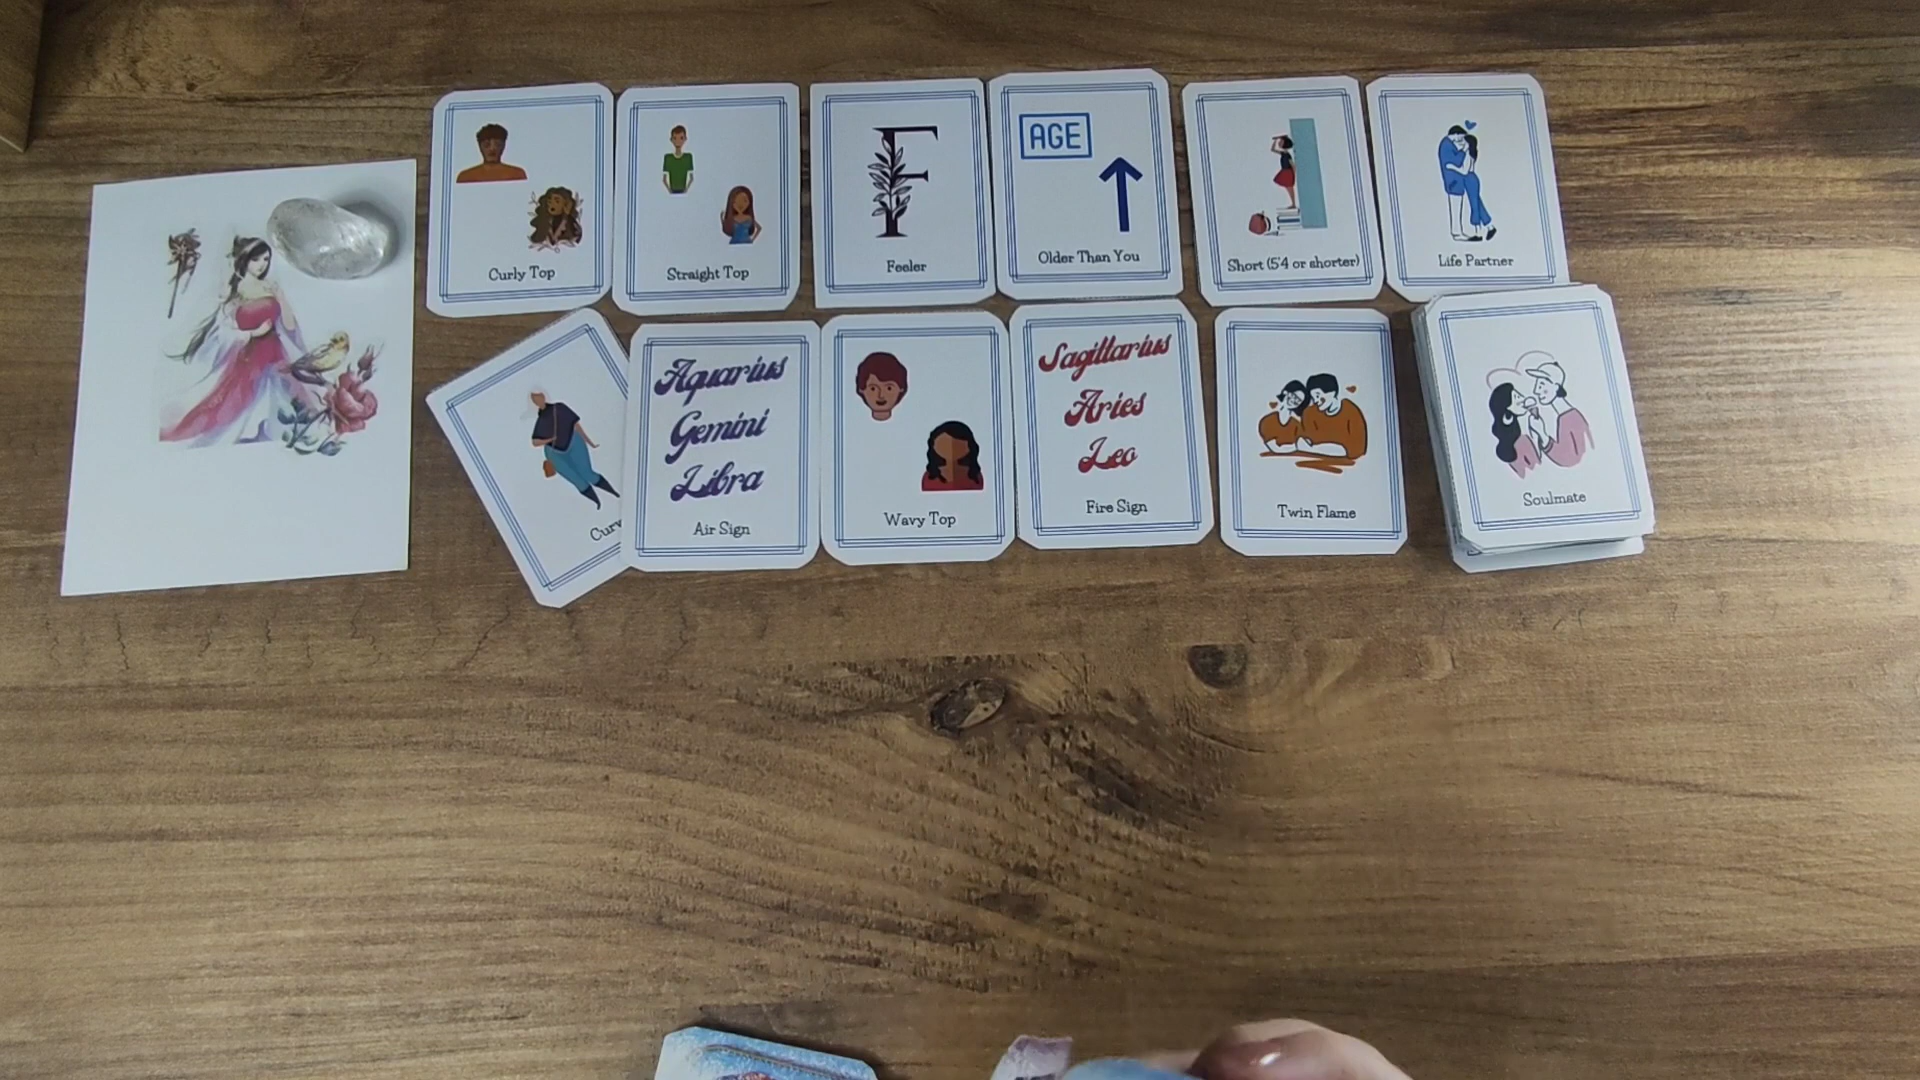 Curly Top
Straight Top
F
Feeler
AGE
Older Than You
Short (5'4 or shorter)
Life Partner
Aquarius
Gemini
Libra
Air Sign
Wavy Top
Sagittarius
Aries
Leo
Fire Sign
Twin Flame
Soulmate